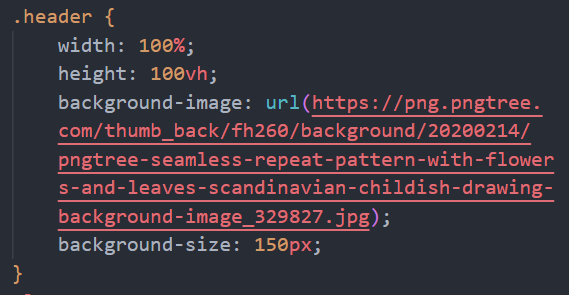 .header {
    width: 100%;
    height: 100vh;
    background-image: url(https://png.pngtree.
    com/thumb_back/fh260/background/20200214/
    pngtree-seamless-repeat-pattern-with-flower
    s-and-leaves-scandinavian-childish-drawing-
    background-image_329827.jpg);
    background-size: 150px;
}